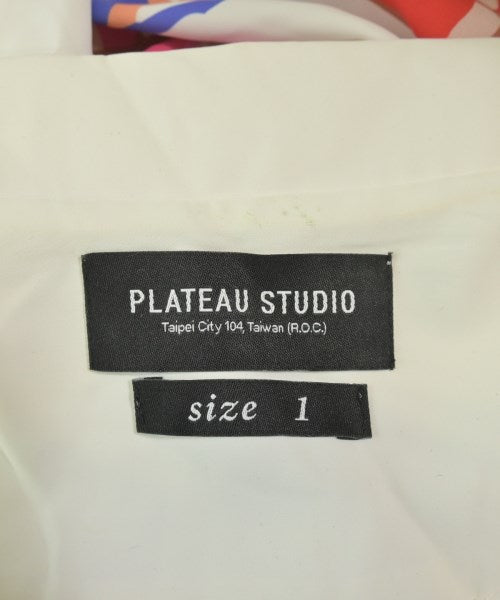 PLATEAU STUDIO
Taipei City 104, Taiwan (R.O.C.)
size 1